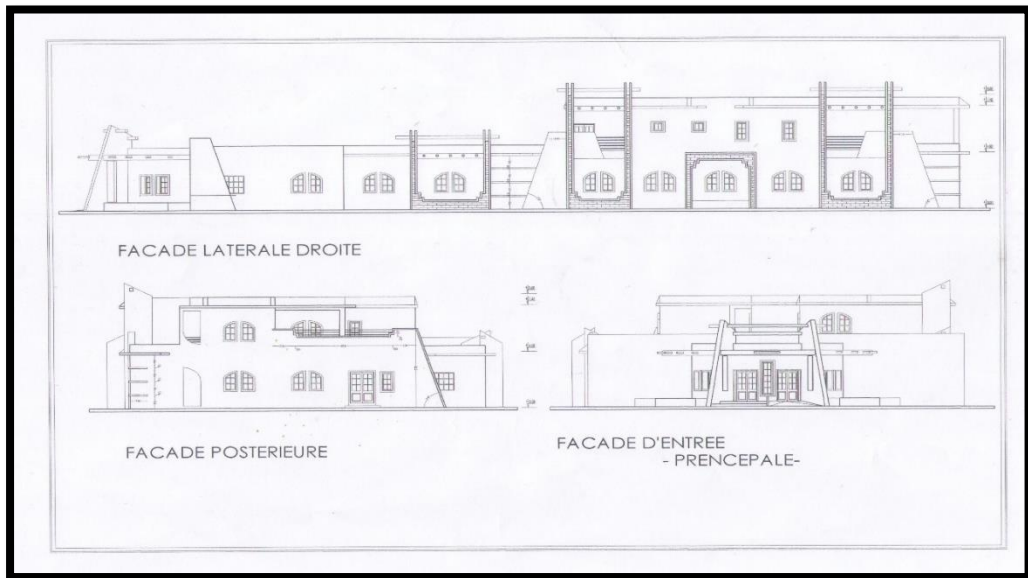 FACADE LATERALE DROITE
FACADE POSTERIEURE
FACADE D'ENTREE
- PRENCEPALE-